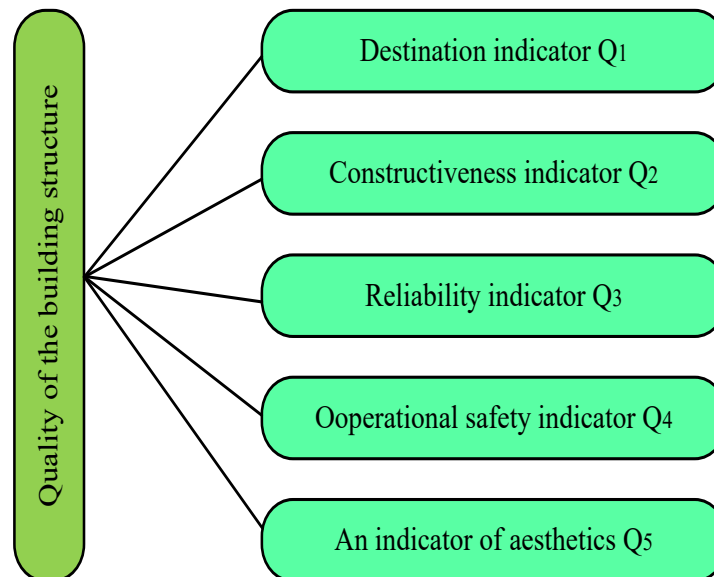 Quality of the building structure
Destination indicator Q1
Constructiveness indicator Q2
Reliability indicator Q3
Ooperational safety indicator Q4
An indicator of aesthetics Q5